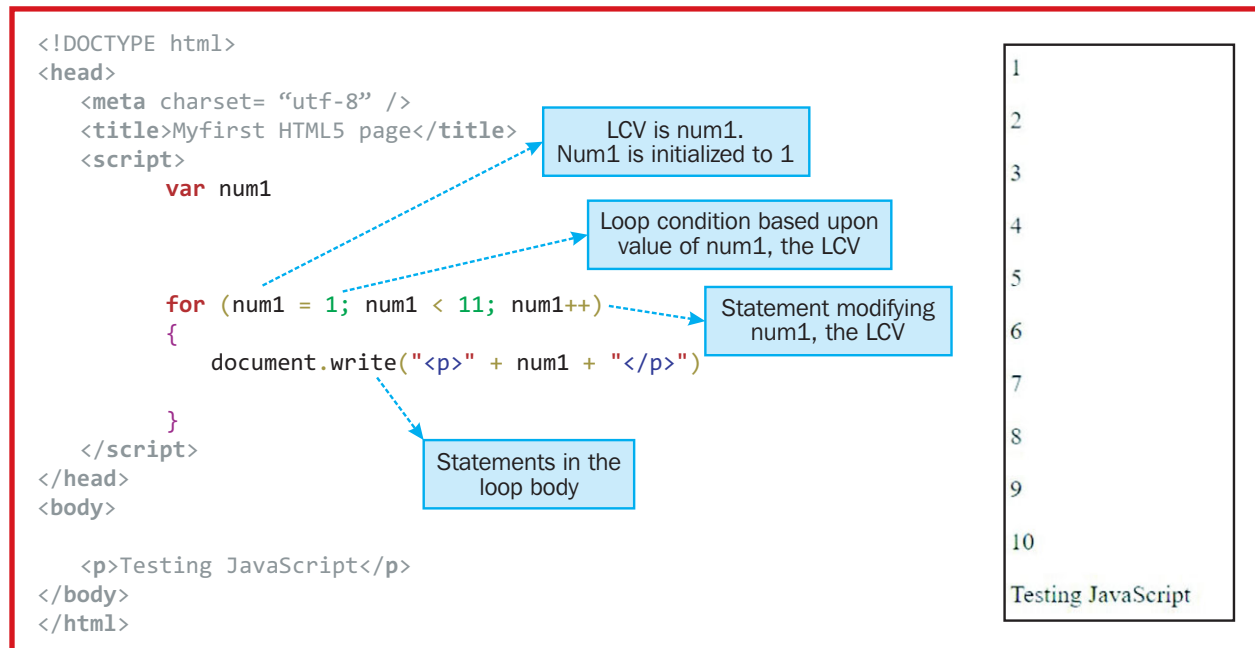 <!DOCTYPE html>
<head>
<meta charset= “utf-8” />
<title>Myfirst HTML5 page</title>
<script>
var num1
for (num1 = 1; num1 < 11; num1++)
{
document.write("<p>" + num1 + "</p>")
}
</script>
</head>
<body>
<p>Testing JavaScript</p>
</body>
</html>
LCV is num1.
Num1 is initialized to 1
Loop condition based upon
value of num1, the LCV
Statement modifying
num1, the LCV
Statements in the
loop body
1
2
3
4
5
6
7
8
9
10
Testing JavaScript